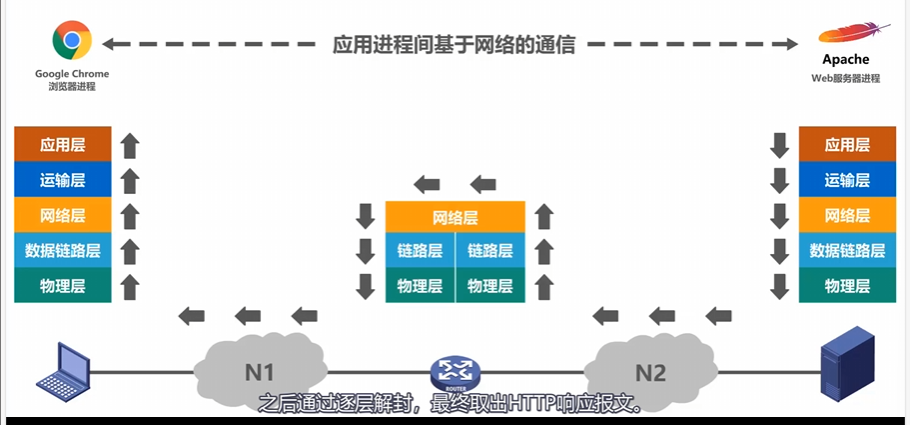 应用进程间基于网络的通信
Google Chrome
浏览器进程
Apache
Web服务器进程
应用层
运输层
网络层
数据链路层
物理层
网络层
链路层 链路层
物理层 物理层
应用层
运输层
网络层
数据链路层
物理层
N1
ROUTER
N2
之后通过逐层解封，最终取出HTTP响应报文。